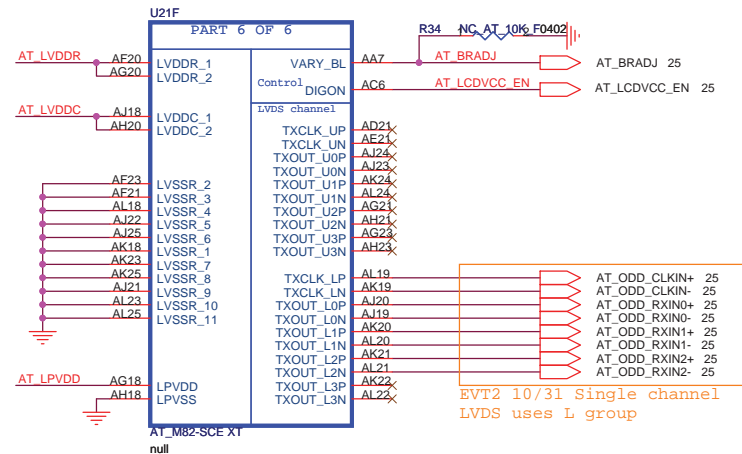 U21F
PART 6 OF 6
R34 NC_AT_10K_F0402
1 2
AT_LVDDR AF20 LVDDR_1 VARY_BL AA7 AT_BRADJ AT_BRADJ 25
AG20 LVDDR_2
Control DIGON AC6 AT_LCDVCC_EN AT_LCDVCC_EN 25
LVDS channel
AT_LVDDC AJ18 LVDDC_1
AH20 LVDDC_2
TXCLK_UP AD21
TXCLK_UN AE21
TXOUT_U0P AJ24
TXOUT_U0N AJ23
AF23 LVSSR_2 TXOUT_U1P AK24
AF21 LVSSR_3 TXOUT_U1N AL24
AL18 LVSSR_4 TXOUT_U2P AG21
AJ22 LVSSR_5 TXOUT_U2N AH21
AJ25 LVSSR_6 TXOUT_U3P AG23
AK18 LVSSR_1 TXOUT_U3N AH23
AK23 LVSSR_7
AK25 LVSSR_8 TXCLK_LP AL19 AT_ODD_CLKIN+ 25
AJ21 LVSSR_9 TXCLK_LN AK19 AT_ODD_CLKIN- 25
AL23 LVSSR_10 TXOUT_L0P AJ20 AT_ODD_RXIN0+ 25
AL25 LVSSR_11 TXOUT_L0N AJ19 AT_ODD_RXIN0- 25
TXOUT_L1P AK20 AT_ODD_RXIN1+ 25
TXOUT_L1N AL20 AT_ODD_RXIN1- 25
TXOUT_L2P AK21 AT_ODD_RXIN2+ 25
TXOUT_L2N AL21 AT_ODD_RXIN2- 25
AT_LPVDD AG18 LPVDD TXOUT_L3P AK22
AH18 LPVSS TXOUT_L3N AL22
EVT2 10/31 Single channel
LVDS uses L group
AT_M82-SCE XT
null